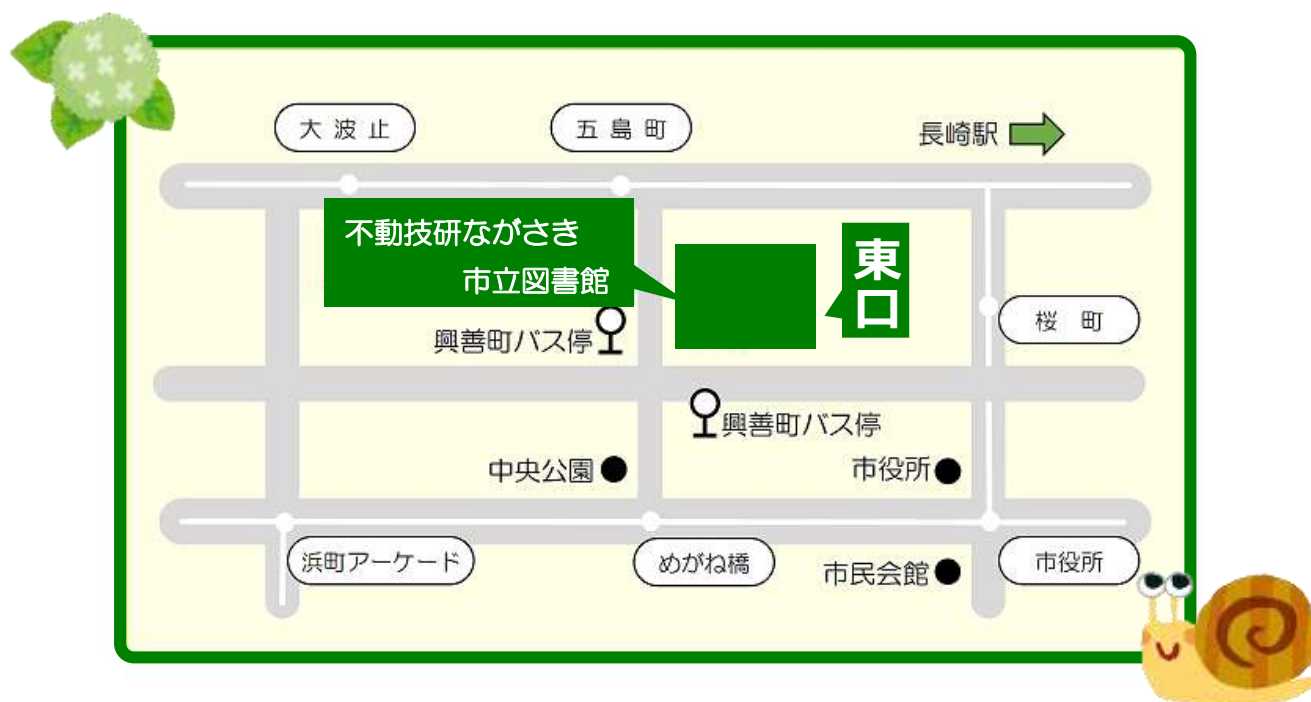 大波止
五島町
長崎駅
不動技研ながさき
市立図書館
東口
桜町
興善町バス停
興善町バス停
中央公園
市役所
浜町アーケード
めがね橋
市民会館
市役所